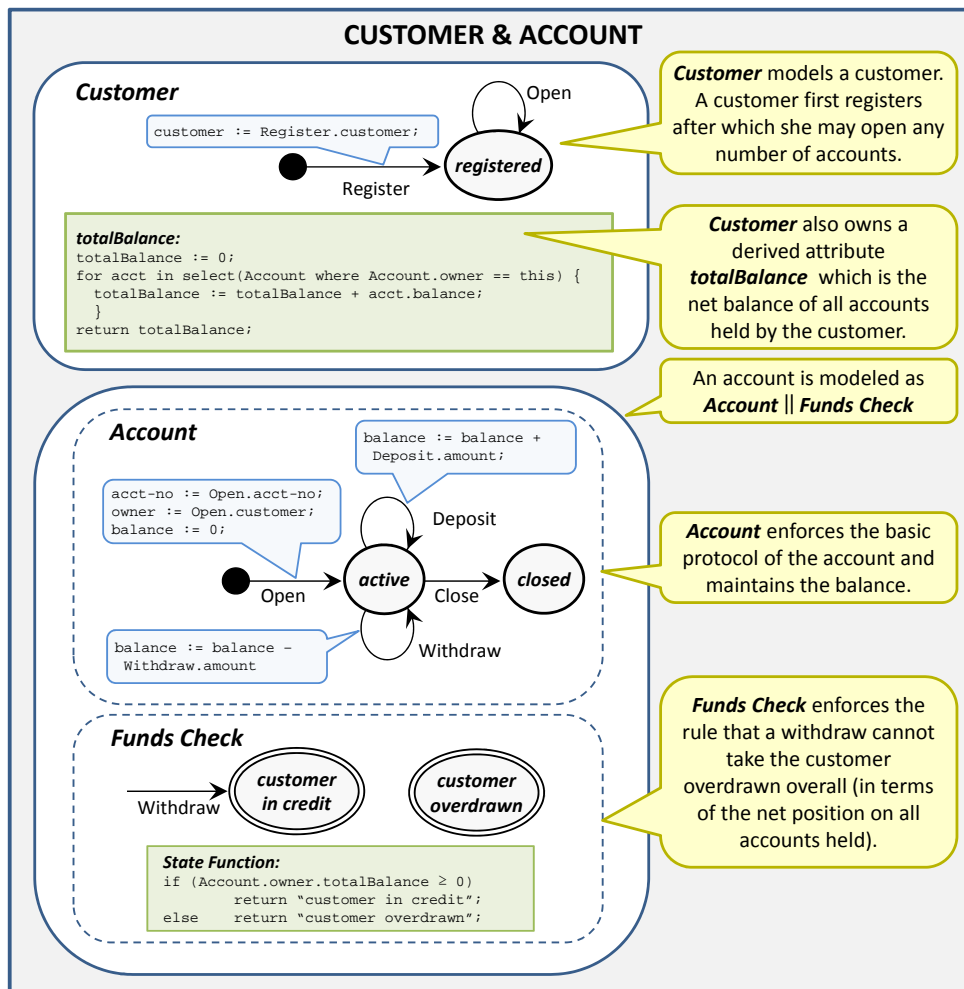 CUSTOMER & ACCOUNT
Customer
Open
customer := Register.customer;
registered
Register
totalBalance:
totalBalance := 0;
for acct in select(Account where Account.owner == this) {
totalBalance := totalBalance + acct.balance;
}
return totalBalance;
Customer models a customer.
A customer first registers
after which she may open any
number of accounts.
Customer also owns a
derived attribute
totalBalance which is the
net balance of all accounts
held by the customer.
An account is modeled as
Account || Funds Check
Account
balance := balance +
Deposit.amount;
acct-no := Open.acct-no;
owner := Open.customer;
balance := 0;
Deposit
active
closed
Open
Close
balance := balance –
Withdraw.amount
Withdraw
Account enforces the basic
protocol of the account and
maintains the balance.
Funds Check
customer
in credit
customer
overdrawn
Withdraw
State Function:
if (Account.owner.totalBalance ≥ 0)
return “customer in credit”;
else return “customer overdrawn”;
Funds Check enforces the
rule that a withdraw cannot
take the customer
overdrawn overall (in terms
of the net position on all
accounts held).